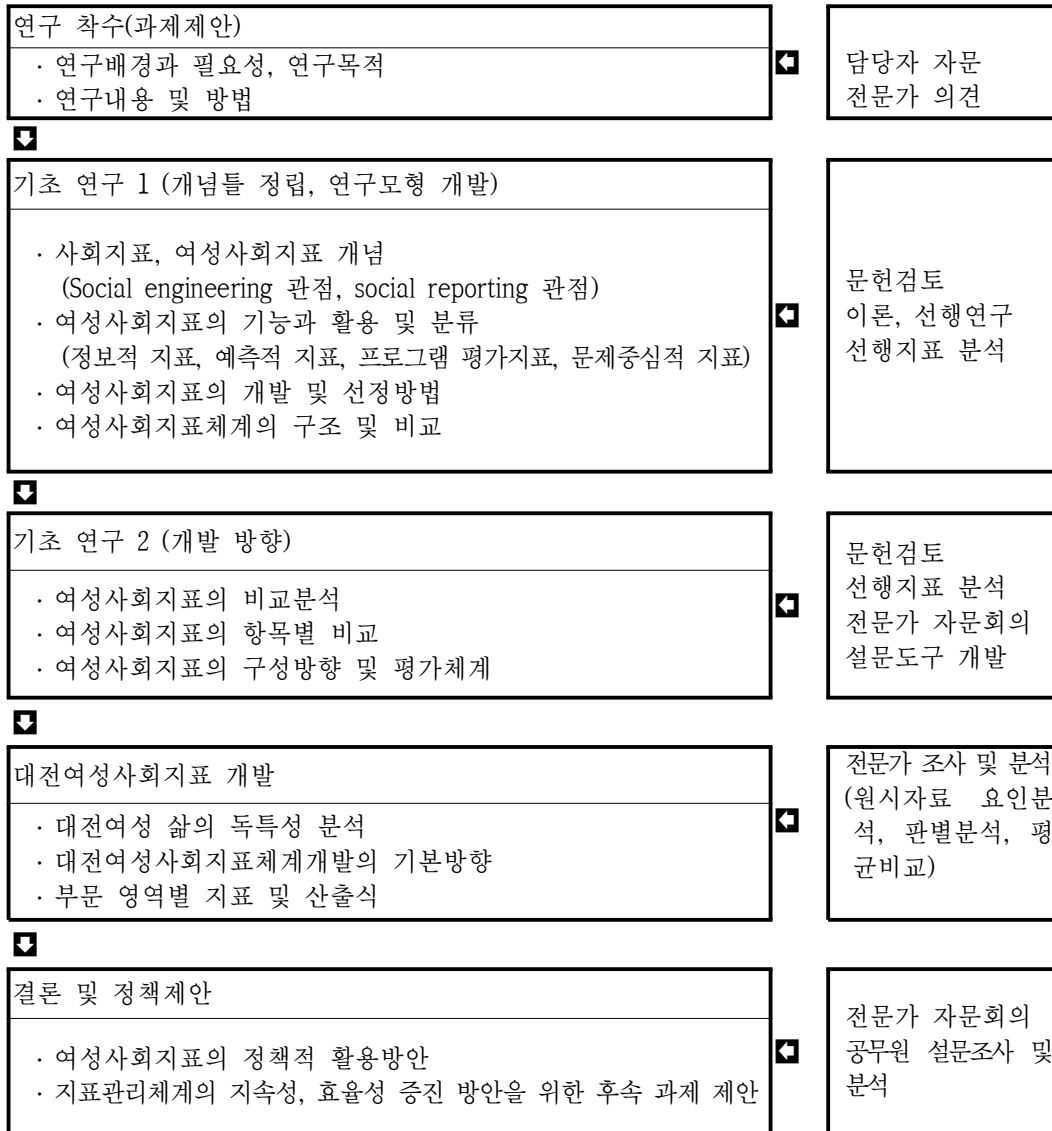 연구 착수(과제제안)
· 연구배경과 필요성, 연구목적
· 연구내용 및 방법
담당자 자문
전문가 의견
기초 연구 1 (개념틀 정립, 연구모형 개발)
· 사회지표, 여성사회지표 개념
(Social engineering 관점, social reporting 관점)
· 여성사회지표의 기능과 활용 및 분류
(정보적 지표, 예측적 지표, 프로그램 평가지표, 문제중심적 지표)
· 여성사회지표의 개발 및 선정방법
· 여성사회지표체계의 구조 및 비교
문헌검토
이론, 선행연구
선행지표 분석
기초 연구 2 (개발 방향)
· 여성사회지표의 비교분석
· 여성사회지표의 항목별 비교
· 여성사회지표의 구성방향 및 평가체계
문헌검토
선행지표 분석
전문가 자문회의
설문도구 개발
대전여성사회지표 개발
· 대전여성 삶의 독특성 분석
· 대전여성사회지표체계개발의 기본방향
· 부문 영역별 지표 및 산출식
전문가 조사 및 분석
(원시자료 요인분
석, 판별분석, 평
균비교)
결론 및 정책제안
· 여성사회지표의 정책적 활용방안
· 지표관리체계의 지속성, 효율성 증진 방안을 위한 후속 과제 제안
전문가 자문회의
공무원 설문조사 및
분석